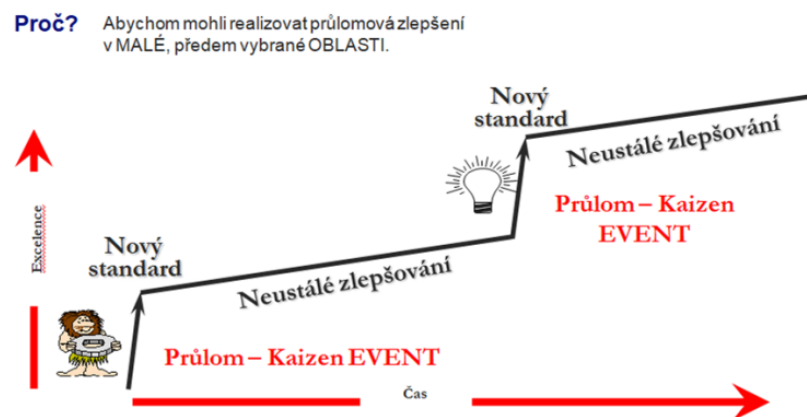 Proč? Abychom mohli realizovat průlomová zlepšení
v MALÉ, předem vybrané OBLASTI.
Nový
standard
Neustálé zlepšování
Průlom – Kaizen
EVENT
Excelence
Nový
standard
Neustálé zlepšování
Průlom – Kaizen EVENT
Čas